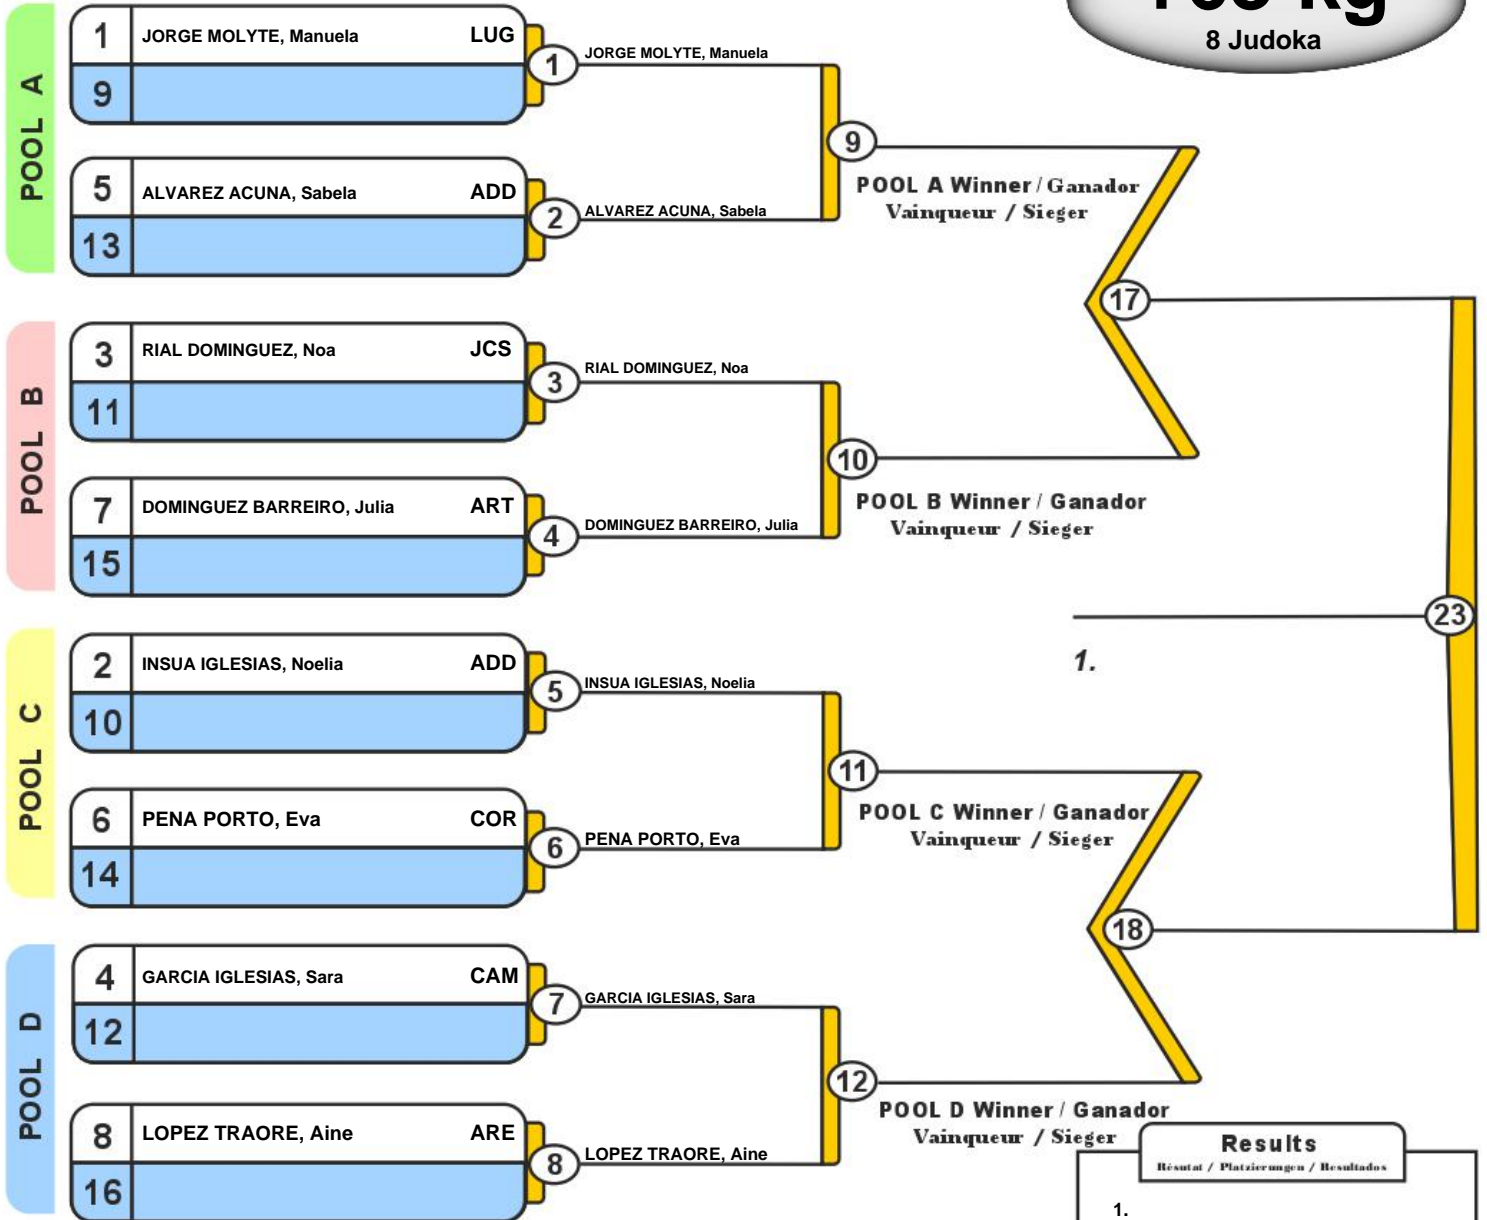 8 Judoka
POOL A
1 JORGE MOLYTE, Manuela LUG
9
1
JORGE MOLYTE, Manuela
5 ALVAREZ ACUNA, Sabela ADD
13
2
ALVAREZ ACUNA, Sabela
9
POOL A Winner / Ganador
Vainqueur / Sieger
17
POOL B
3 RIAL DOMINGUEZ, Noa JCS
11
3
RIAL DOMINGUEZ, Noa
7 DOMINGUEZ BARREIRO, Julia ART
15
4
DOMINGUEZ BARREIRO, Julia
10
POOL B Winner / Ganador
Vainqueur / Sieger
23
1.
POOL C
2 INSUA IGLESIAS, Noelia ADD
10
5
INSUA IGLESIAS, Noelia
6 PENA PORTO, Eva COR
14
6
PENA PORTO, Eva
11
POOL C Winner / Ganador
Vainqueur / Sieger
18
POOL D
4 GARCIA IGLESIAS, Sara CAM
12
7
GARCIA IGLESIAS, Sara
8 LOPEZ TRAORE, Aine ARE
16
8
LOPEZ TRAORE, Aine
12
POOL D Winner / Ganador
Vainqueur / Sieger
Results
Résutat / Platzierungen / Resultados
1.